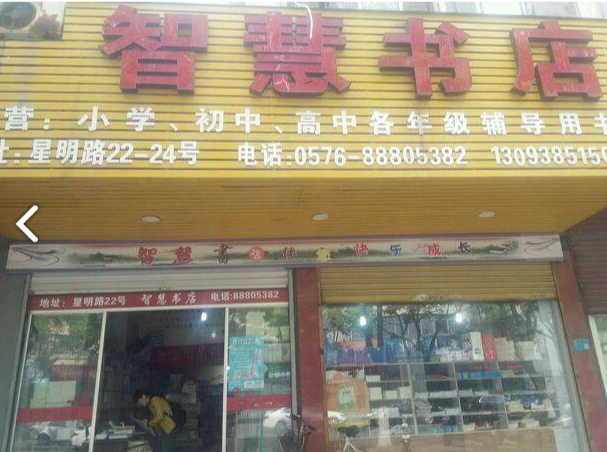 智慧书店
营：小学、初中、高中各年级辅导用书
址：星明路22-24号 电话：0576-88805382 1309385150
智慧書 传 快乐成长
地址：星明路22号 智慧书店 电话：88805382